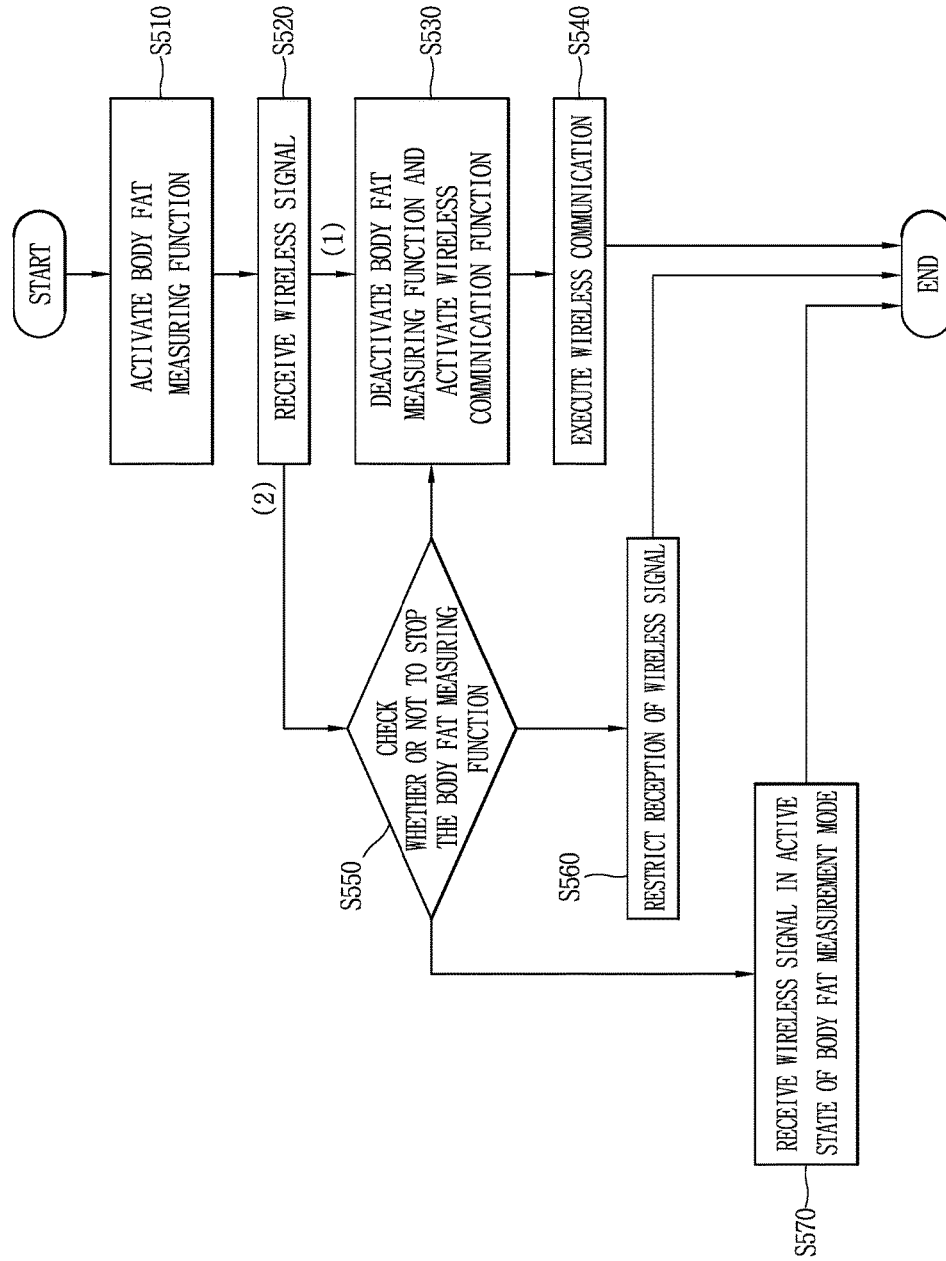 START
ACTIVATE BODY FAT
MEASURING FUNCTION
S510
RECEIVE WIRELESS SIGNAL
S520
(1)
(2)
DEACTIVATE BODY FAT
MEASURING FUNCTION AND
ACTIVATE WIRELESS
COMMUNICATION FUNCTION
S530
EXECUTE WIRELESS COMMUNICATION
S540
CHECK
WHETHER OR NOT TO STOP
THE BODY FAT MEASURING
FUNCTION
S550
RESTRICT RECEPTION OF WIRELESS SIGNAL
S560
RECEIVE WIRELESS SIGNAL IN ACTIVE
STATE OF BODY FAT MEASUREMENT MODE
S570
END